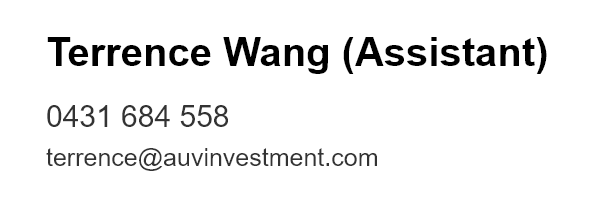 Terrence Wang (Assistant)
0431 684 558
terrence@auvinvestment.com